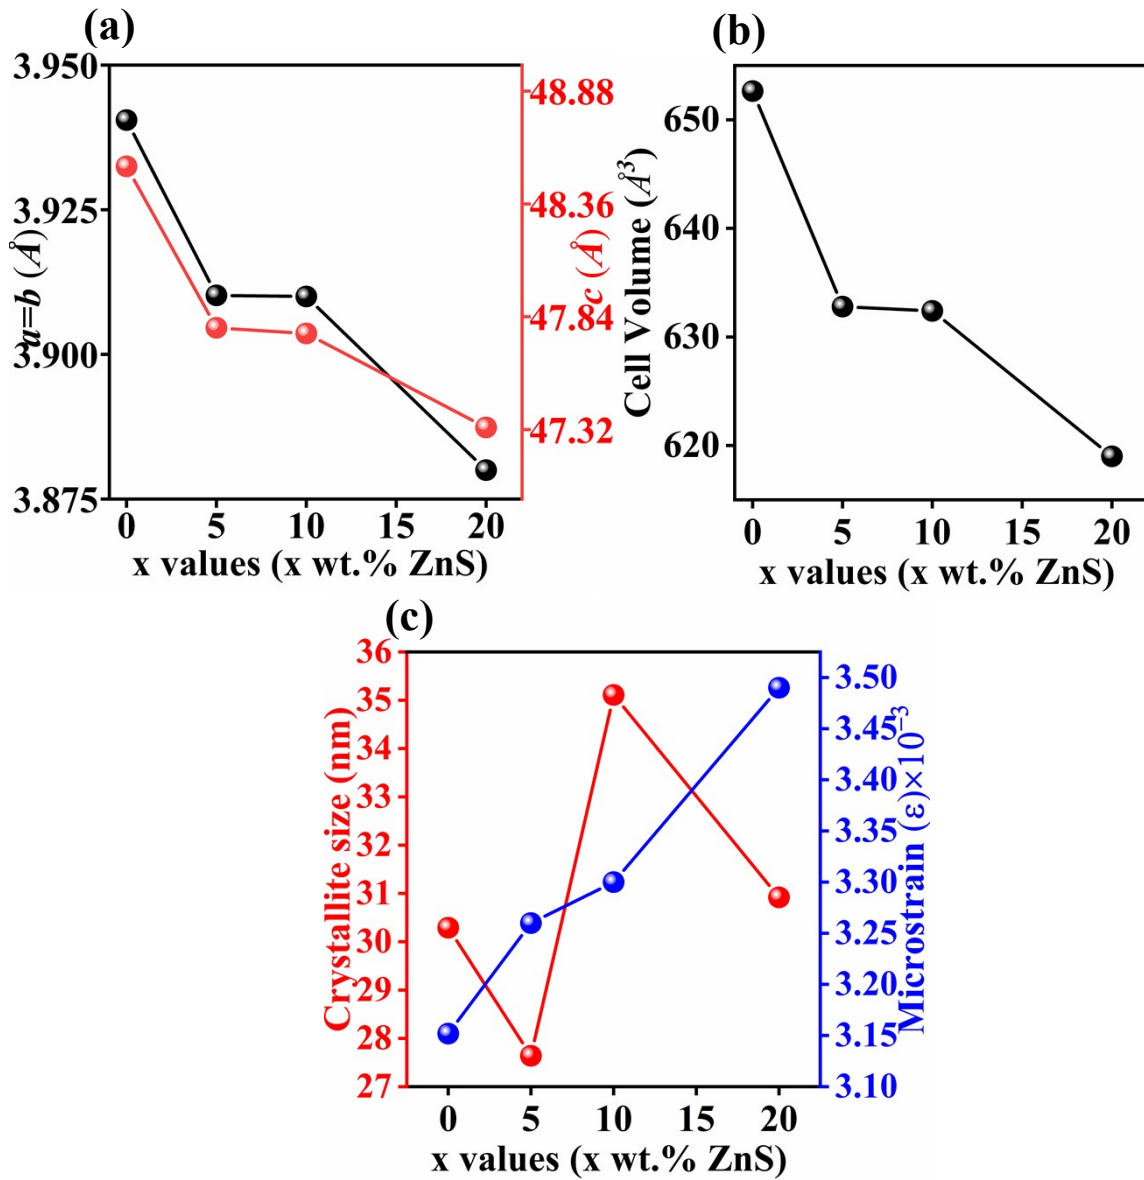 (a)
3.950
3.925
3.900
3.875
a=b (Å)
48.88
48.36
47.84
47.32
c (Å)
0 5 10 15 20
x values (x wt.% ZnS)
(b)
650
640
630
620
Cell Volume (Å³)
0 5 10 15 20
x values (x wt.% ZnS)
(c)
36
35
34
33
32
31
30
29
28
27
Crystallite size (nm)
3.50
3.45
3.40
3.35
3.30
3.25
3.20
3.15
3.10
Microstrain (ε)×10⁻³
0 5 10 15 20
x values (x wt.% ZnS)